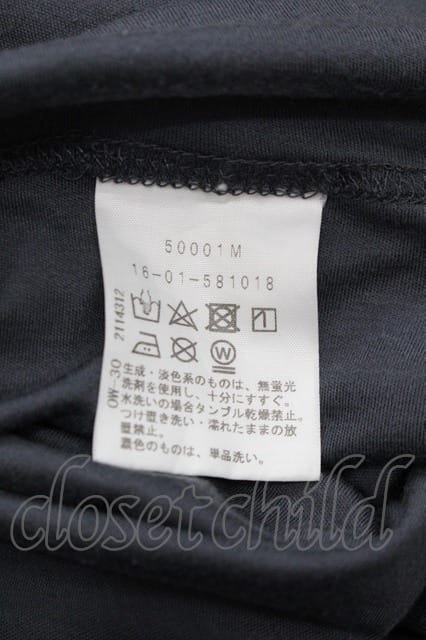 50001M
16-01-581018
OW-30 2114312
生成・淡色系のものは、無蛍光
洗剤を使用し、十分にすすぐ。
水洗いの場合タンブル乾燥禁止。
つけ置き洗い・濡れたままの放
置禁止。
濃色のものは、単品洗い。
closetchild